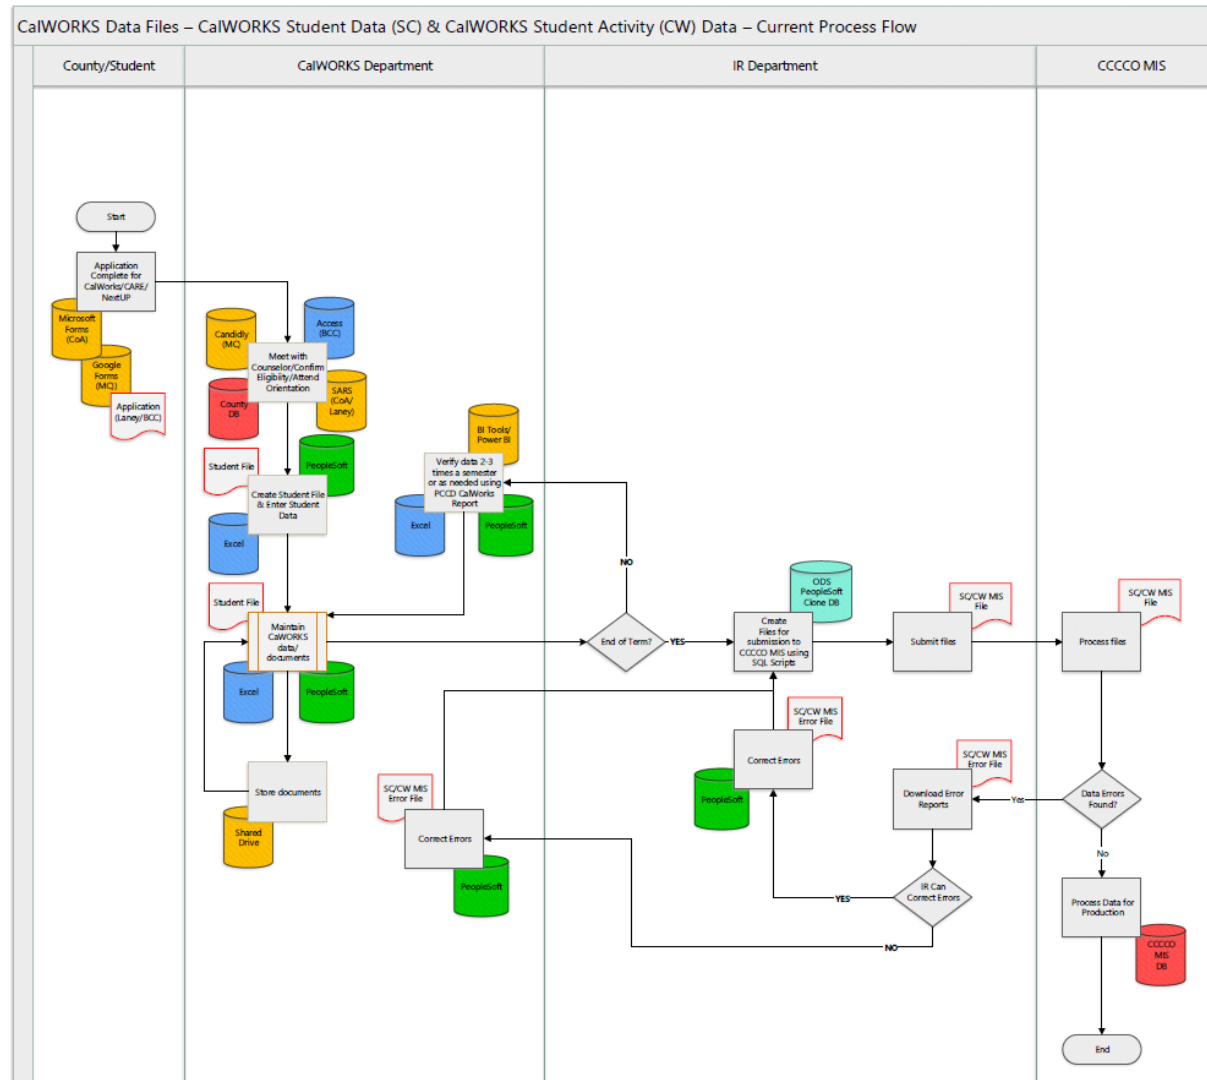 CalWORKS Data Files – CalWORKS Student Data (SC) & CalWORKS Student Activity (CW) Data – Current Process Flow
County/Student
CalWORKS Department
IR Department
CCCCO MIS
Start
Application
Complete for
CalWorks/CARE/
NextUP
Microsoft
Forms
(CoA)
Google
Forms
(MQ))
Application
(Laney/BCC)
Candidly
(MC)
Access
(BCC)
Meet with
Counselor/Confirm
Eligibility/Attend
Orientation
County
DB
SARS
(CoA/
Laney)
Student File
PeopleSoft
Create Student File
& Enter Student
Data
Excel
BI Tools/
Power BI
Verify data 2-3
times a semester
or as needed using
PCCD CalWorks
Report
Excel
PeopleSoft
NO
Student File
Maintain
CalWORKS
data/
documents
Excel
PeopleSoft
End of Term?
YES
ODS
PeopleSoft
Clone DB
Create
Files for
submission to
CCCCO MIS using
SQL Scripts
SC/CW MIS
File
Submit files
SC/CW MIS
File
Process files
Store documents
Shared
Drive
SC/CW MIS
Error File
Correct Errors
PeopleSoft
SC/CW MIS
Error File
Correct Errors
PeopleSoft
SC/CW MIS
Error File
Download Error
Reports
Yes
Data Errors
Found?
No
IR Can
Correct Errors
YES
NO
Process Data for
Production
CCCCO
MIS
DB
End